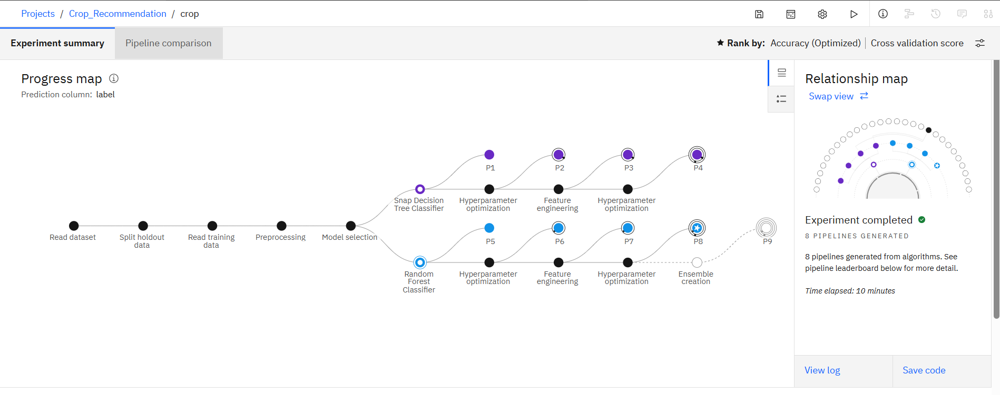 Projects / Crop_Recommendation / crop
Experiment summary
Pipeline comparison
Rank by: Accuracy (Optimized) | Cross validation score
Progress map
Prediction column: label
Relationship map
Swap view
P1
P2
P3
P4
Snap Decision
Tree Classifier
Hyperparameter
optimization
Feature
engineering
Hyperparameter
optimization
Read dataset
Split holdout
data
Read training
data
Preprocessing
Model selection
P5
P6
P7
P8
P9
Random
Forest
Classifier
Hyperparameter
optimization
Feature
engineering
Hyperparameter
optimization
Ensemble
creation
Experiment completed
8 PIPELINES GENERATED
8 pipelines generated from algorithms. See
pipeline leaderboard below for more detail.
Time elapsed: 10 minutes
View log
Save code